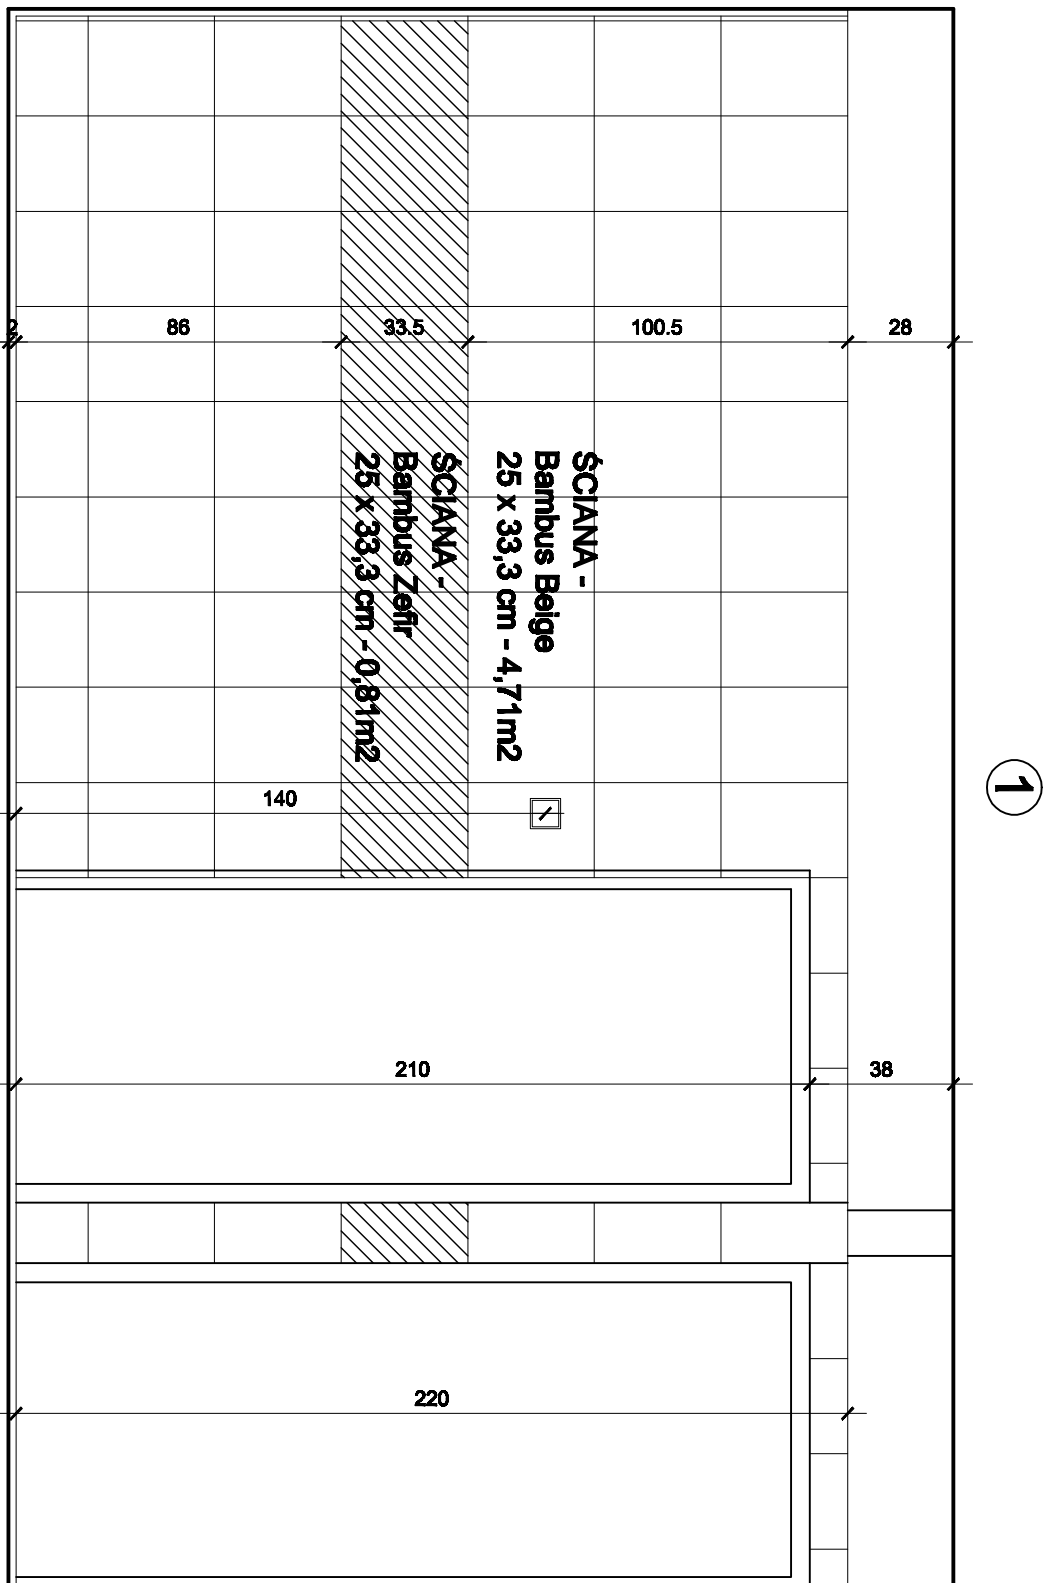 1
2
86
33.5
100.5
28
ŚCIANA -
Bambus Beige
25 x 33,3 cm - 4,71m2
ŚCIANA -
Bambus Zefir
25 x 33,3 cm - 0,81m2
140
210
38
220